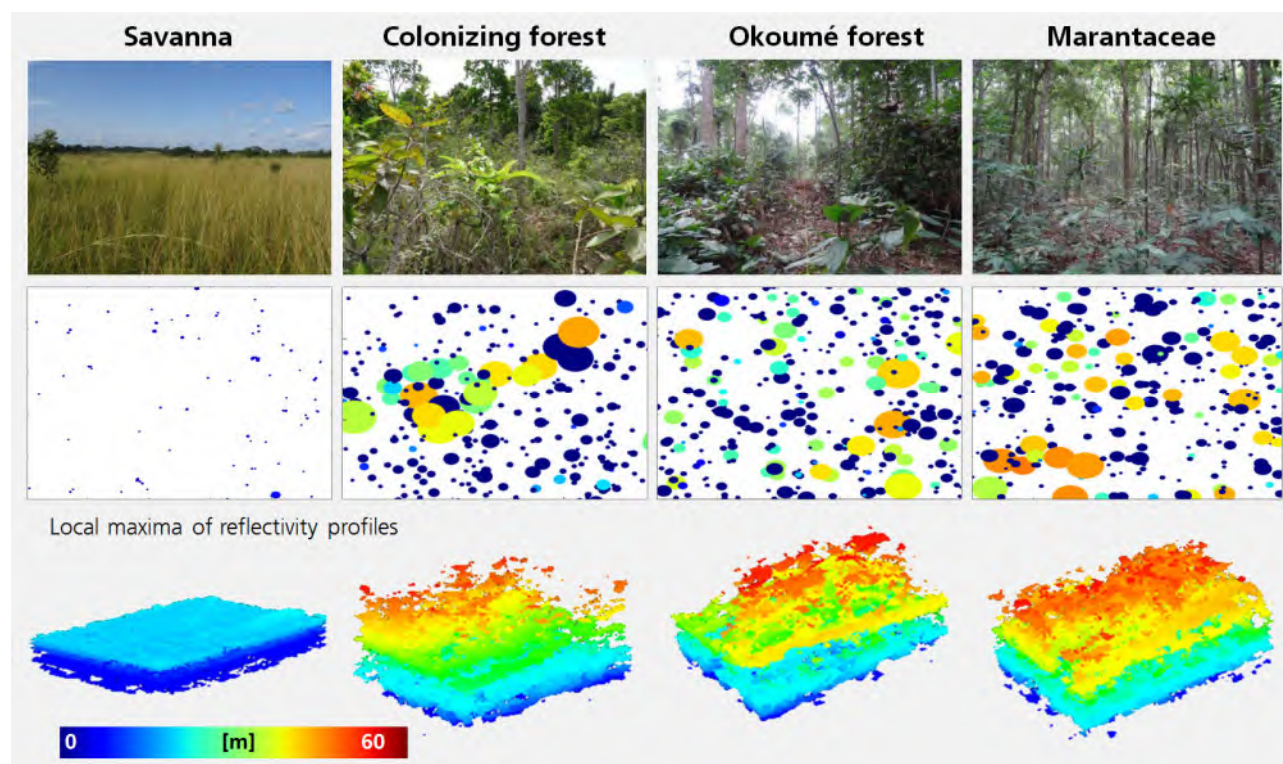 Savanna
Colonizing forest
Okoumé forest
Marantaceae
Local maxima of reflectivity profiles
0 [m] 60